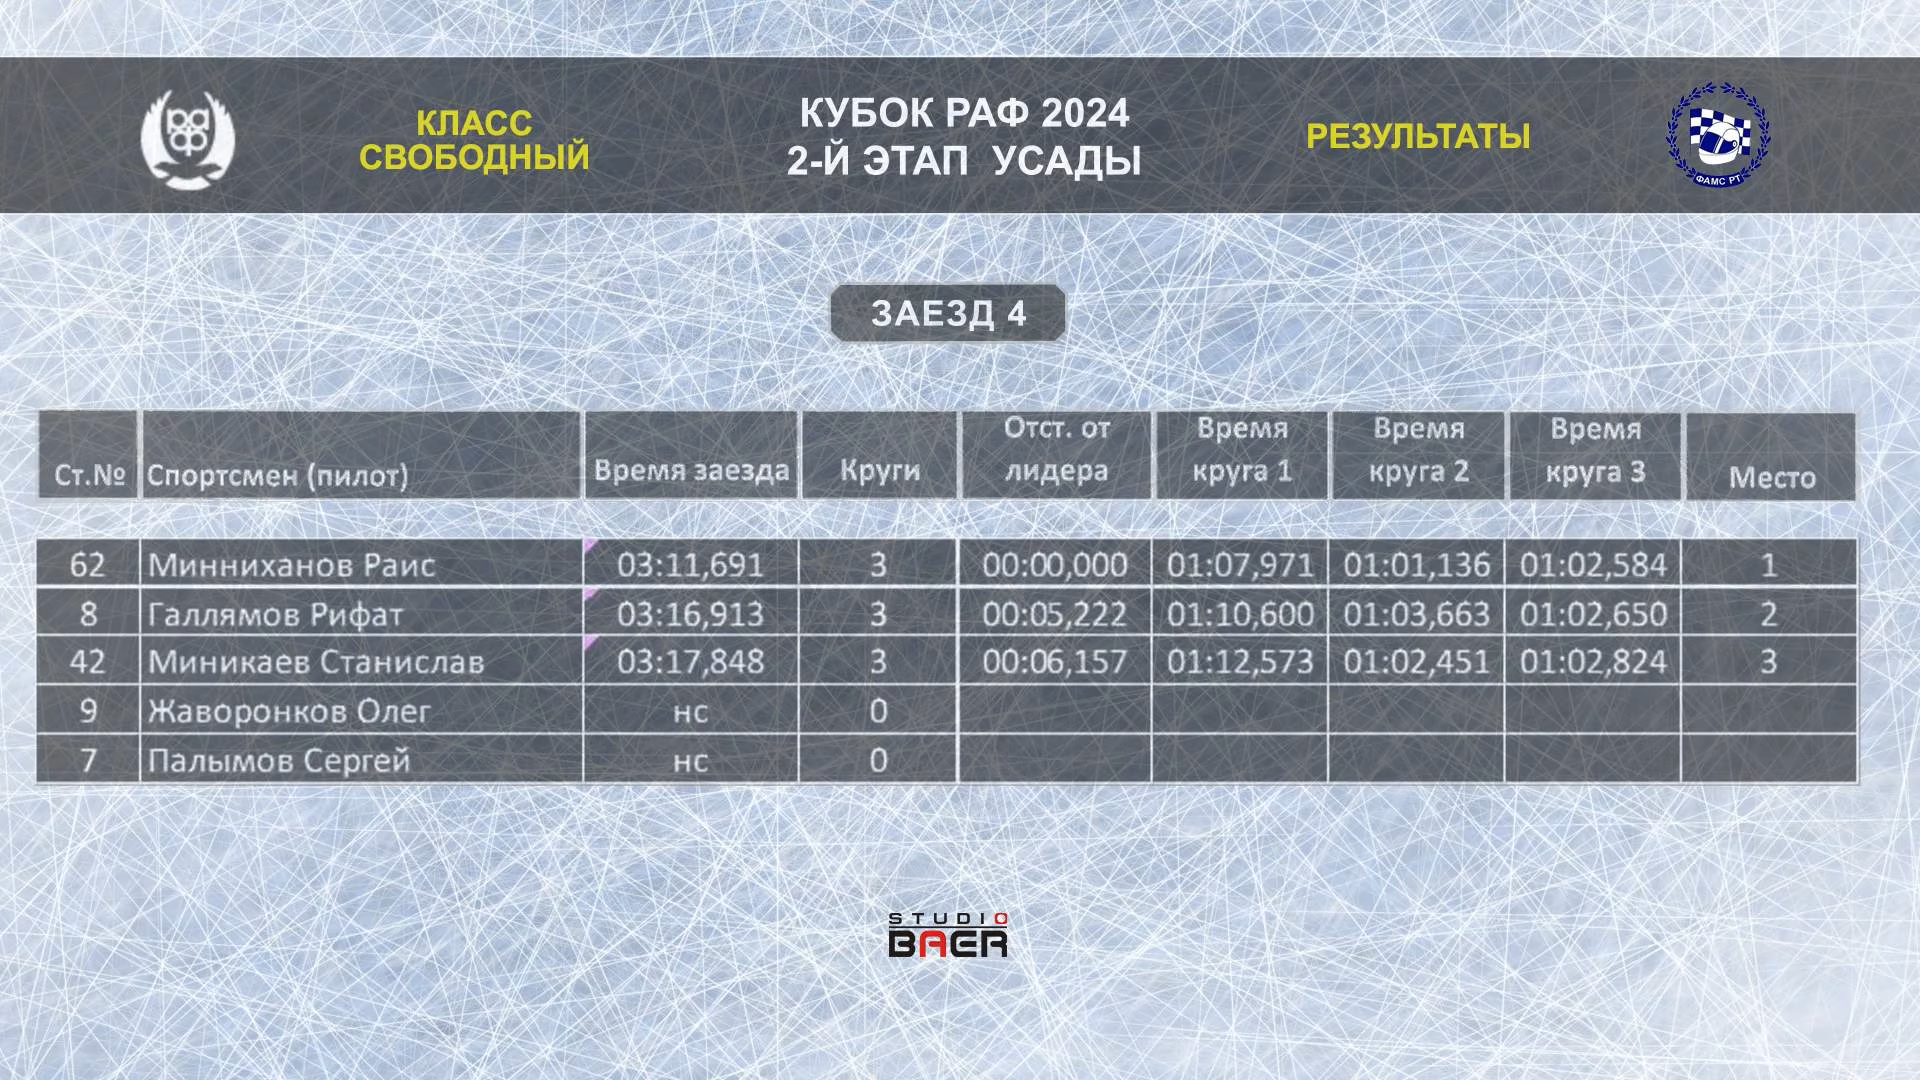 КЛАСС
СВОБОДНЫЙ
КУБОК РАФ 2024
2-Й ЭТАП УСАДЫ
РЕЗУЛЬТАТЫ
ФАМС РТ
ЗАЕЗД 4
Ст.№ Спортсмен (пилот) Время заезда Круги Отст. от лидера Время круга 1 Время круга 2 Время круга 3 Место
62 Минниханов Раис 03:11,691 3 00:00,000 01:07,971 01:01,136 01:02,584 1
8 Галлямов Рифат 03:16,913 3 00:05,222 01:10,600 01:03,663 01:02,650 2
42 Миникаев Станислав 03:17,848 3 00:06,157 01:12,573 01:02,451 01:02,824 3
9 Жаворонков Олег нс 0
7 Палымов Сергей нс 0
STUDIO
BAER